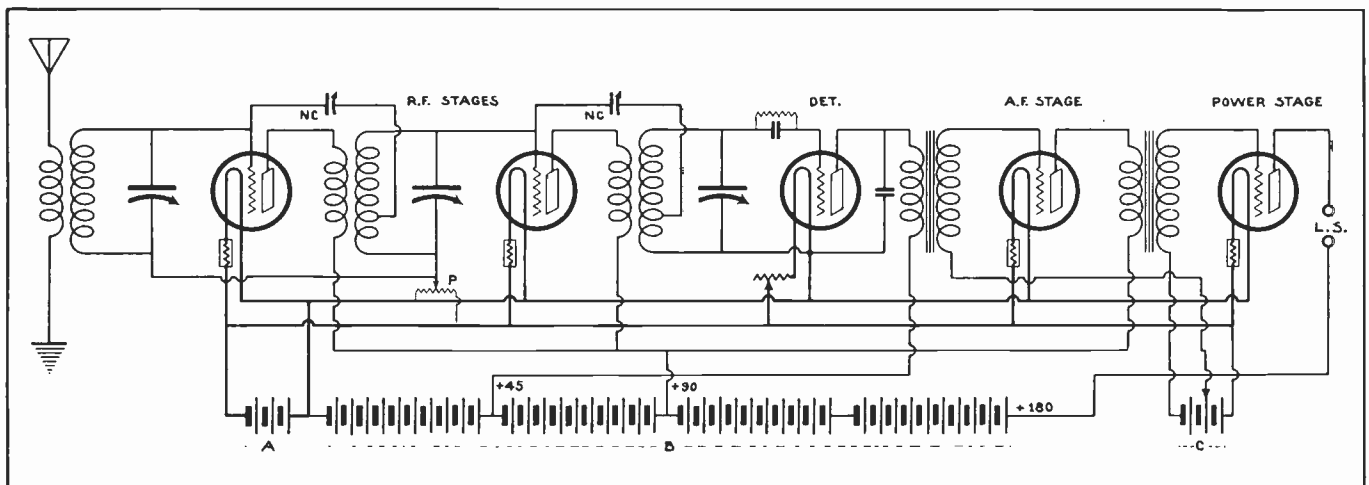 NC
R.F. STAGES
NC
DET.
A.F. STAGE
POWER STAGE
L.S.
P
+45
+90
+180
A
B
C